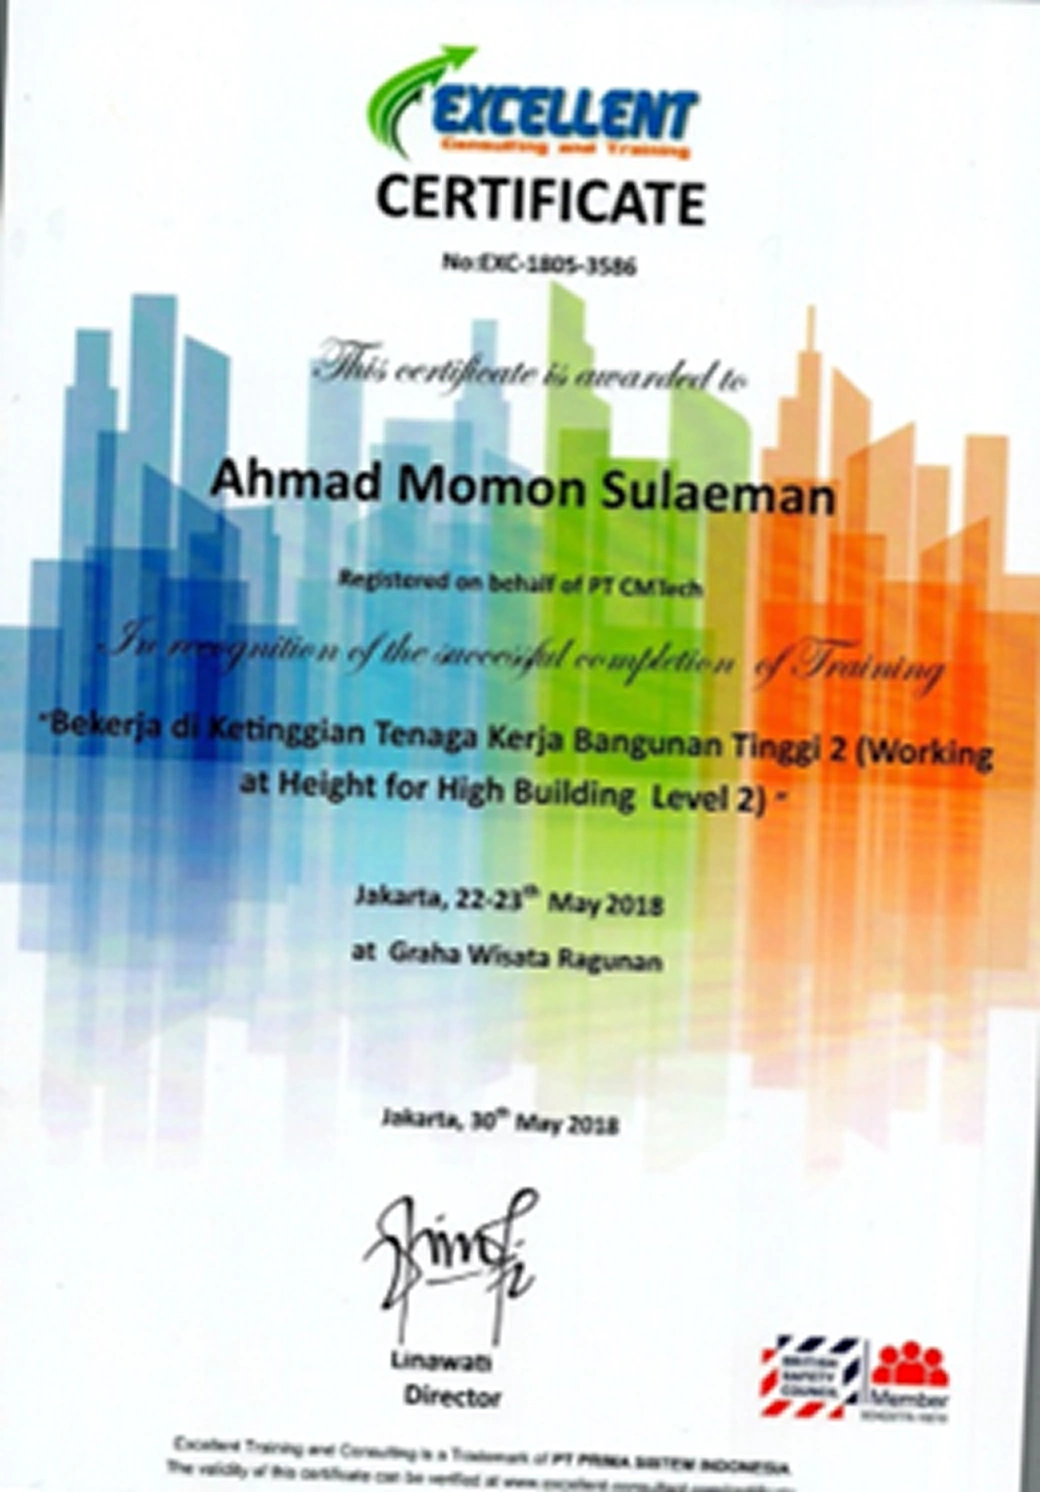 EXCELLENT
Consulting and Training
CERTIFICATE
No:EXC-1805-3586
This certificate is awarded to
Ahmad Momon Sulaeman
Registered on behalf of PT CMTech
In recognition of the successful completion of Training
"Bekerja di Ketinggian Tenaga Kerja Bangunan Tinggi 2 (Working
at Height for High Building Level 2) "
Jakarta, 22-23th May 2018
at Graha Wisata Ragunan
Jakarta, 30th May 2018
Linawati
Director
BRITISH
SAFETY
COUNCIL
Member
Excellent Training and Consulting is a Trademark of PT PRIMA SISTEM INDONESIA
The validity of this certificate can be verified at